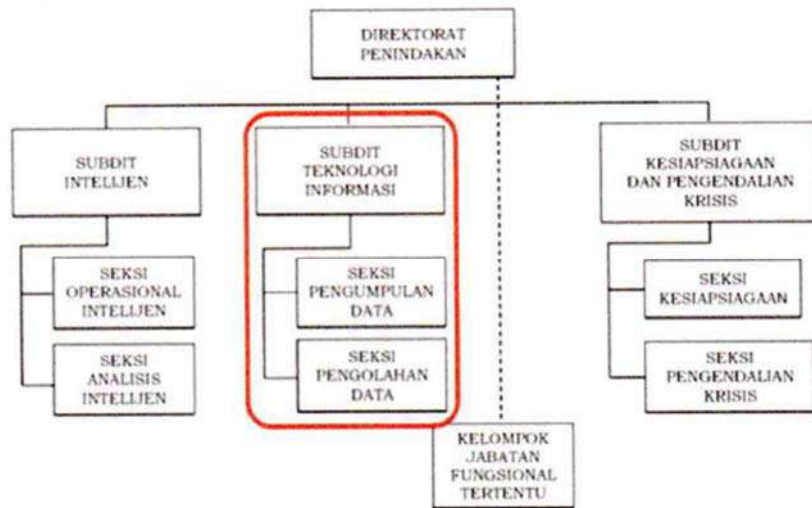 DIREKTORAT
PENINDAKAN
SUBDIT
INTELIJEN
SUBDIT
TEKNOLOGI
INFORMASI
SUBDIT
KESIAPSIAGAAN
DAN PENGENDALIAN
KRISIS
SEKSI
OPERASIONAL
INTELIJEN
SEKSI
PENGUMPULAN
DATA
SEKSI
KESIAPSIAGAAN
SEKSI
ANALISIS
INTELIJEN
SEKSI
PENGOLAHAN
DATA
SEKSI
PENGENDALIAN
KRISIS
KELOMPOK
JABATAN
FUNGSIONAL
TERTENTU